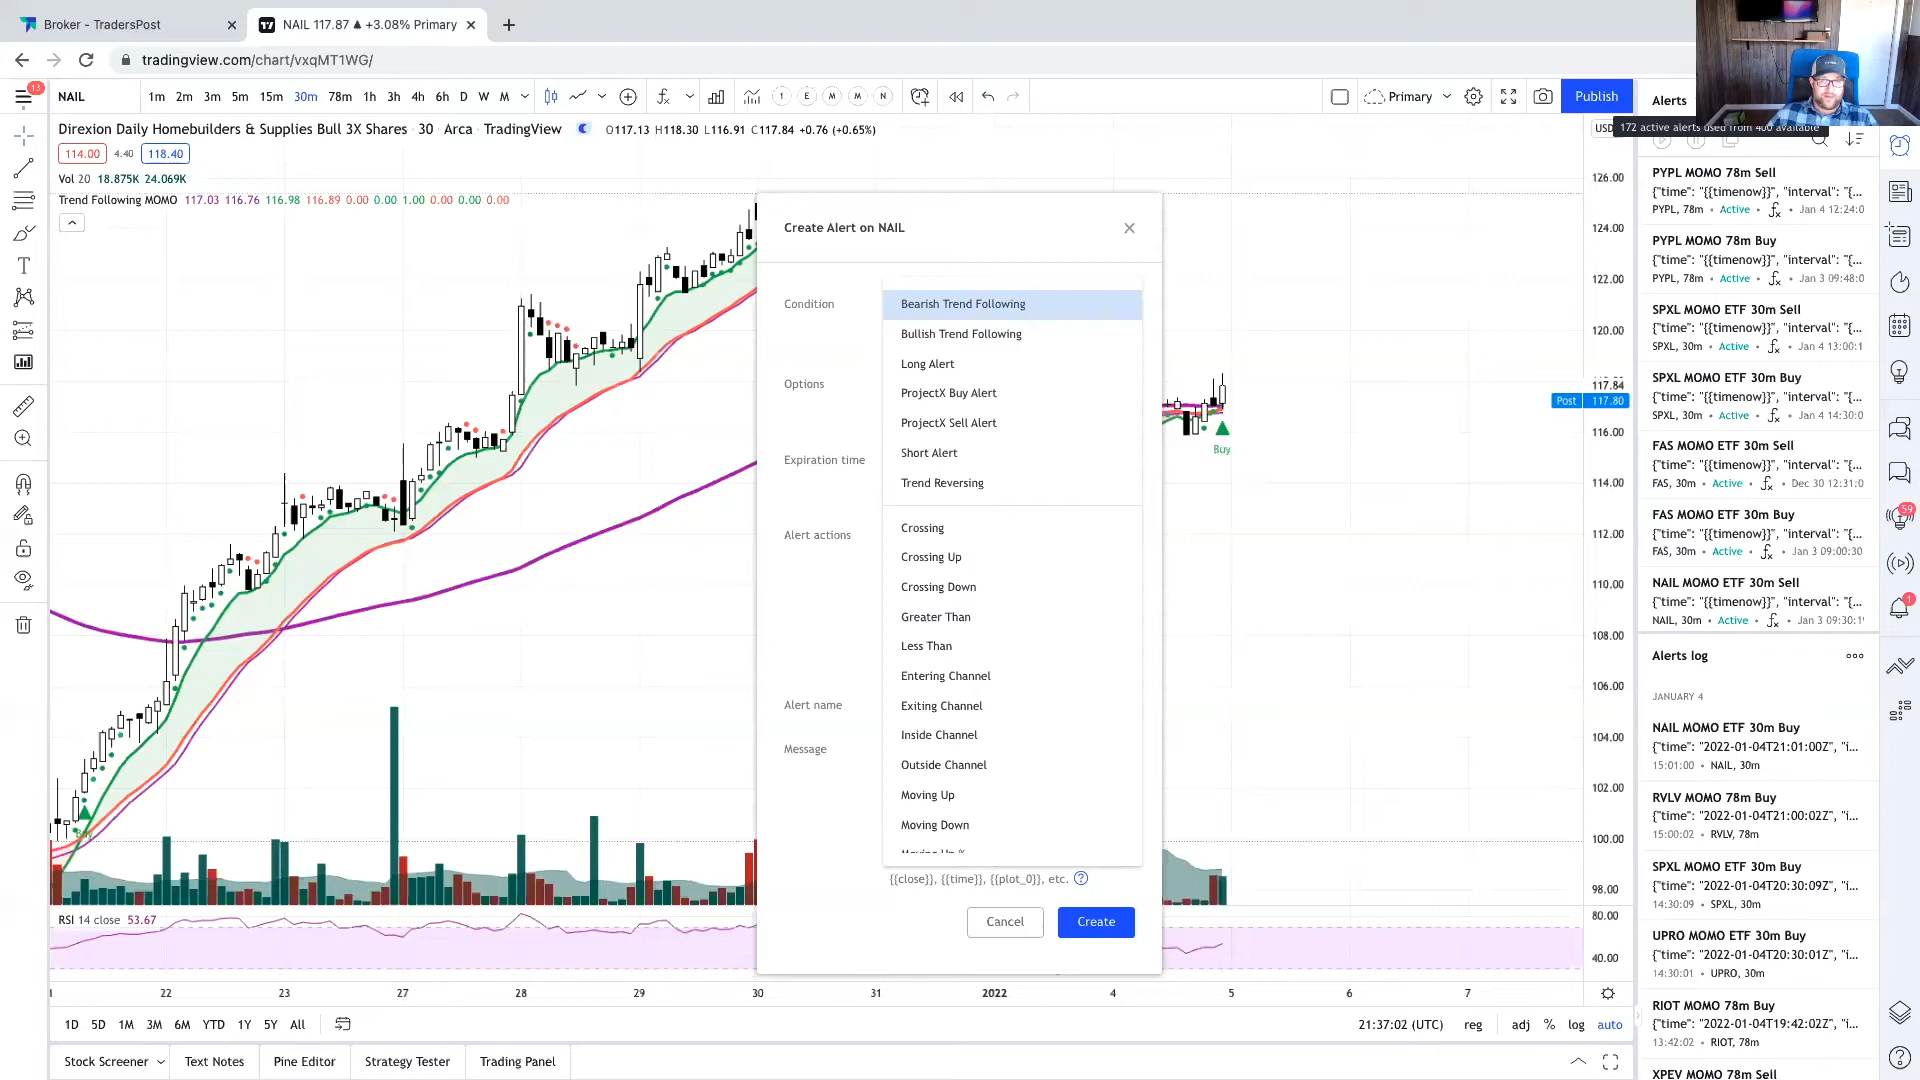 Broker - TradersPost
NAIL 117.87 ▲ +3.08% Primary
tradingview.com/chart/vxqMT1WG/
13
NAIL
1m 2m 3m 5m 15m 30m 78m 1h 3h 4h 6h D W M
1 E M M N
Primary
Publish
Alerts
Direxion Daily Homebuilders & Supplies Bull 3X Shares · 30 · Arca · TradingView
O117.13 H118.30 L116.91 C117.84 +0.76 (+0.65%)
USD
172 active alerts used from 400 available
114.00 4.40 118.40
Vol 20 18.875K 24.069K
Trend Following MOMO 117.03 116.76 116.98 116.89 0.00 0.00 1.00 0.00 0.00 0.00
Create Alert on NAIL
Condition
Options
Expiration time
Alert actions
Alert name
Message
Bearish Trend Following
Bullish Trend Following
Long Alert
ProjectX Buy Alert
ProjectX Sell Alert
Short Alert
Trend Reversing
Crossing
Crossing Up
Crossing Down
Greater Than
Less Than
Entering Channel
Exiting Channel
Inside Channel
Outside Channel
Moving Up
Moving Down
Moving Up %
{{close}}, {{time}}, {{plot_0}}, etc.
Cancel
Create
Buy
Buy
126.00
124.00
122.00
120.00
117.84
Post 117.80
116.00
114.00
112.00
110.00
108.00
106.00
104.00
102.00
100.00
98.00
80.00
40.00
RSI 14 close 53.67
22 23 27 28 29 30 31 2022 4 5 6 7
1D 5D 1M 3M 6M YTD 1Y 5Y All
21:37:02 (UTC) reg adj % log auto
Stock Screener Text Notes Pine Editor Strategy Tester Trading Panel
PYPL MOMO 78m Sell
{"time": "{{timenow}}", "interval": "{...
PYPL, 78m • Active • Jan 4 12:24:0
PYPL MOMO 78m Buy
{"time": "{{timenow}}", "interval": "{...
PYPL, 78m • Active • Jan 3 09:48:0
SPXL MOMO ETF 30m Sell
{"time": "{{timenow}}", "interval": "{...
SPXL, 30m • Active • Jan 4 13:00:1
SPXL MOMO ETF 30m Buy
{"time": "{{timenow}}", "interval": "{...
SPXL, 30m • Active • Jan 4 14:30:0
FAS MOMO ETF 30m Sell
{"time": "{{timenow}}", "interval": "{...
FAS, 30m • Active • Dec 30 12:31:0
FAS MOMO ETF 30m Buy
{"time": "{{timenow}}", "interval": "{...
FAS, 30m • Active • Jan 3 09:00:30
NAIL MOMO ETF 30m Sell
{"time": "{{timenow}}", "interval": "{...
NAIL, 30m • Active • Jan 3 09:30:1
Alerts log
JANUARY 4
NAIL MOMO ETF 30m Buy
{"time": "2022-01-04T21:01:00Z", "i...
15:01:00 • NAIL, 30m
RVLV MOMO 78m Buy
{"time": "2022-01-04T21:00:02Z", "i...
15:00:02 • RVLV, 78m
SPXL MOMO ETF 30m Buy
{"time": "2022-01-04T20:30:09Z", "i...
14:30:09 • SPXL, 30m
UPRO MOMO ETF 30m Buy
{"time": "2022-01-04T20:30:01Z", "i...
14:30:01 • UPRO, 30m
RIOT MOMO 78m Buy
{"time": "2022-01-04T19:42:02Z", "i...
13:42:02 • RIOT, 78m
XPEV MOMO 78m Sell
59
1